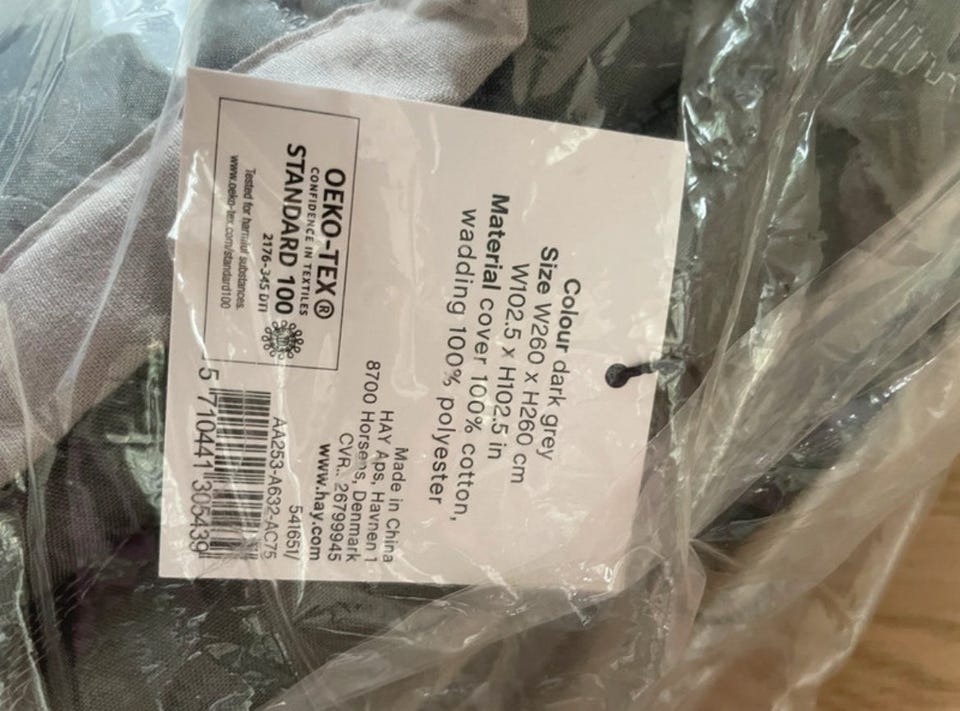 Colour dark grey
Size W260 x H260 cm
W102.5 x H102.5 in
Material cover 100% cotton,
wadding 100% polyester
OEKO-TEX®
CONFIDENCE IN TEXTILES
STANDARD 100
2176-345 DTI
Tested for harmful substances.
www.oeko-tex.com/standard100
Made in China
HAY Aps, Havnen 1
8700 Horsens, Denmark
CVR.: 26799945
www.hay.com
541651/
AA253-A632-AC75
5 710441 305439